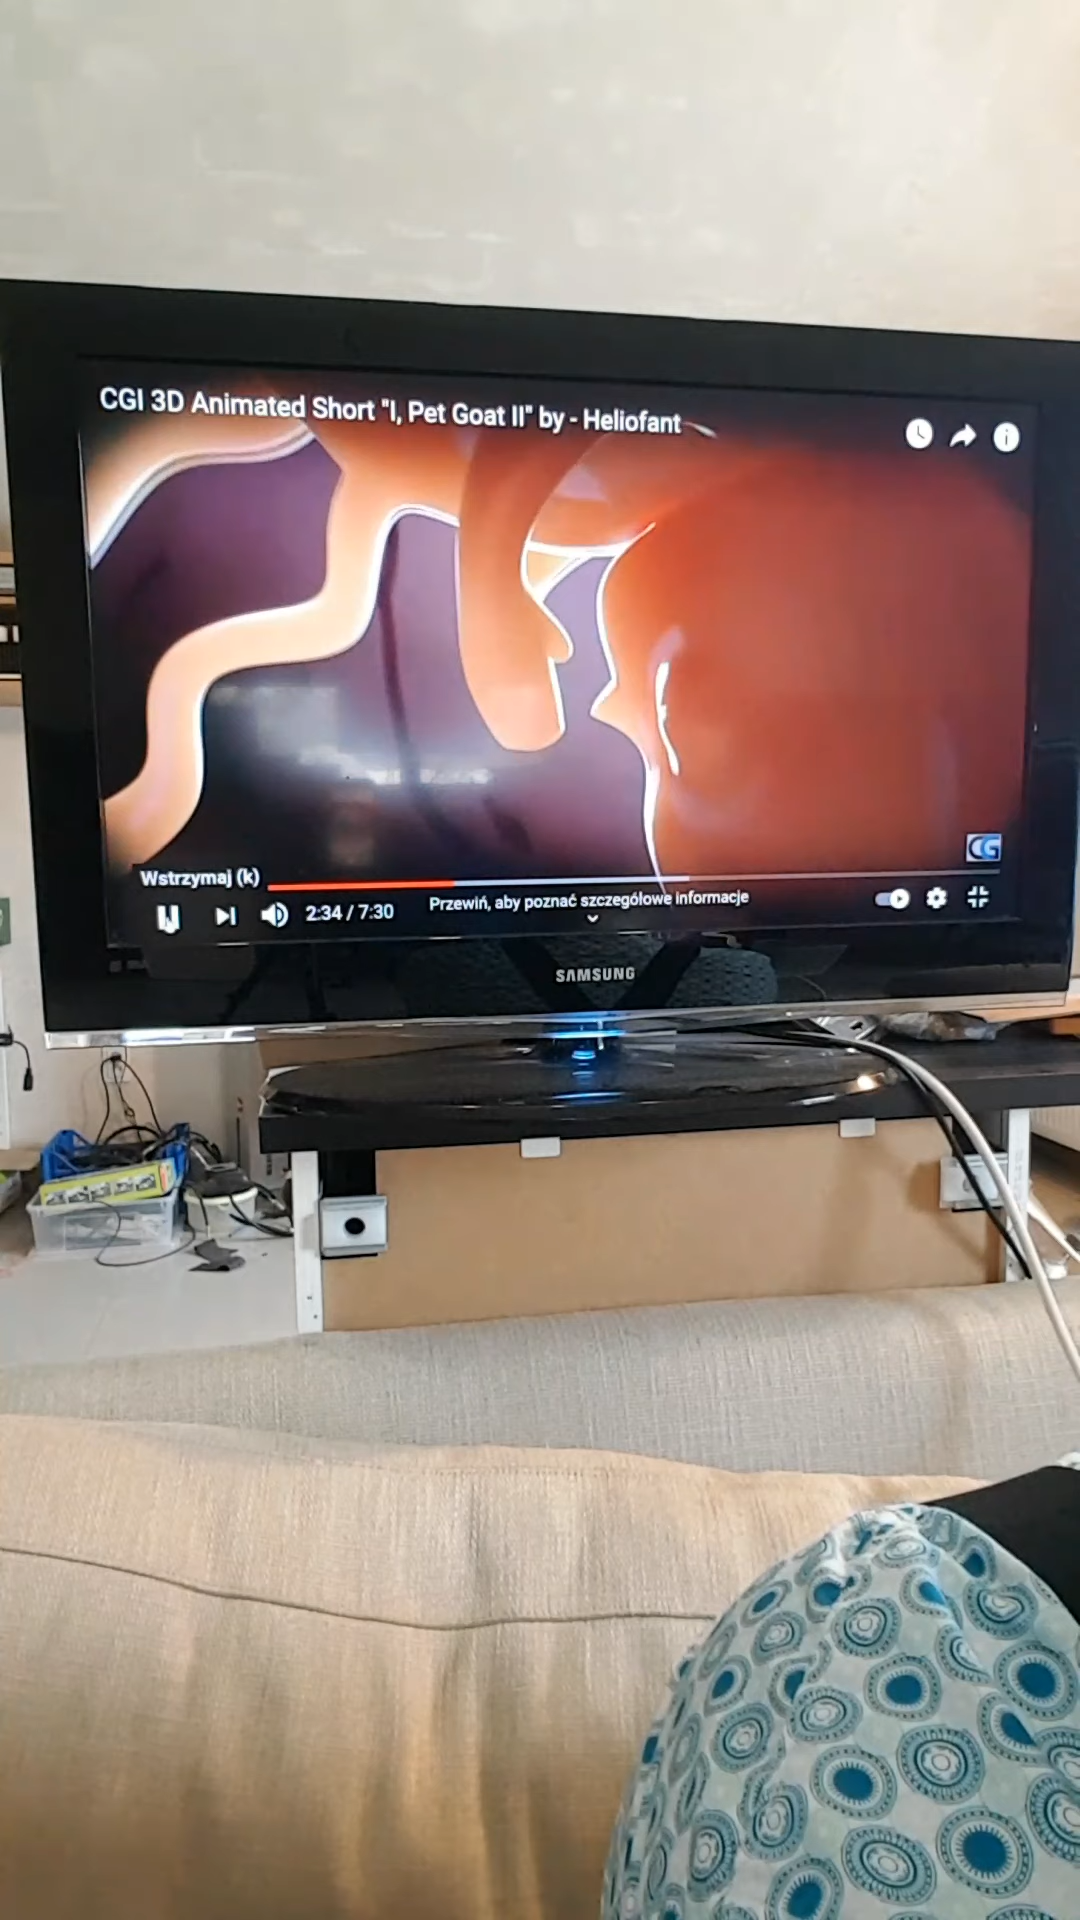 CGI 3D Animated Short "I, Pet Goat II" by - Heliofant
CG
Wstrzymaj (k)
2:34 / 7:30
Przewiń, aby poznać szczegółowe informacje
SAMSUNG